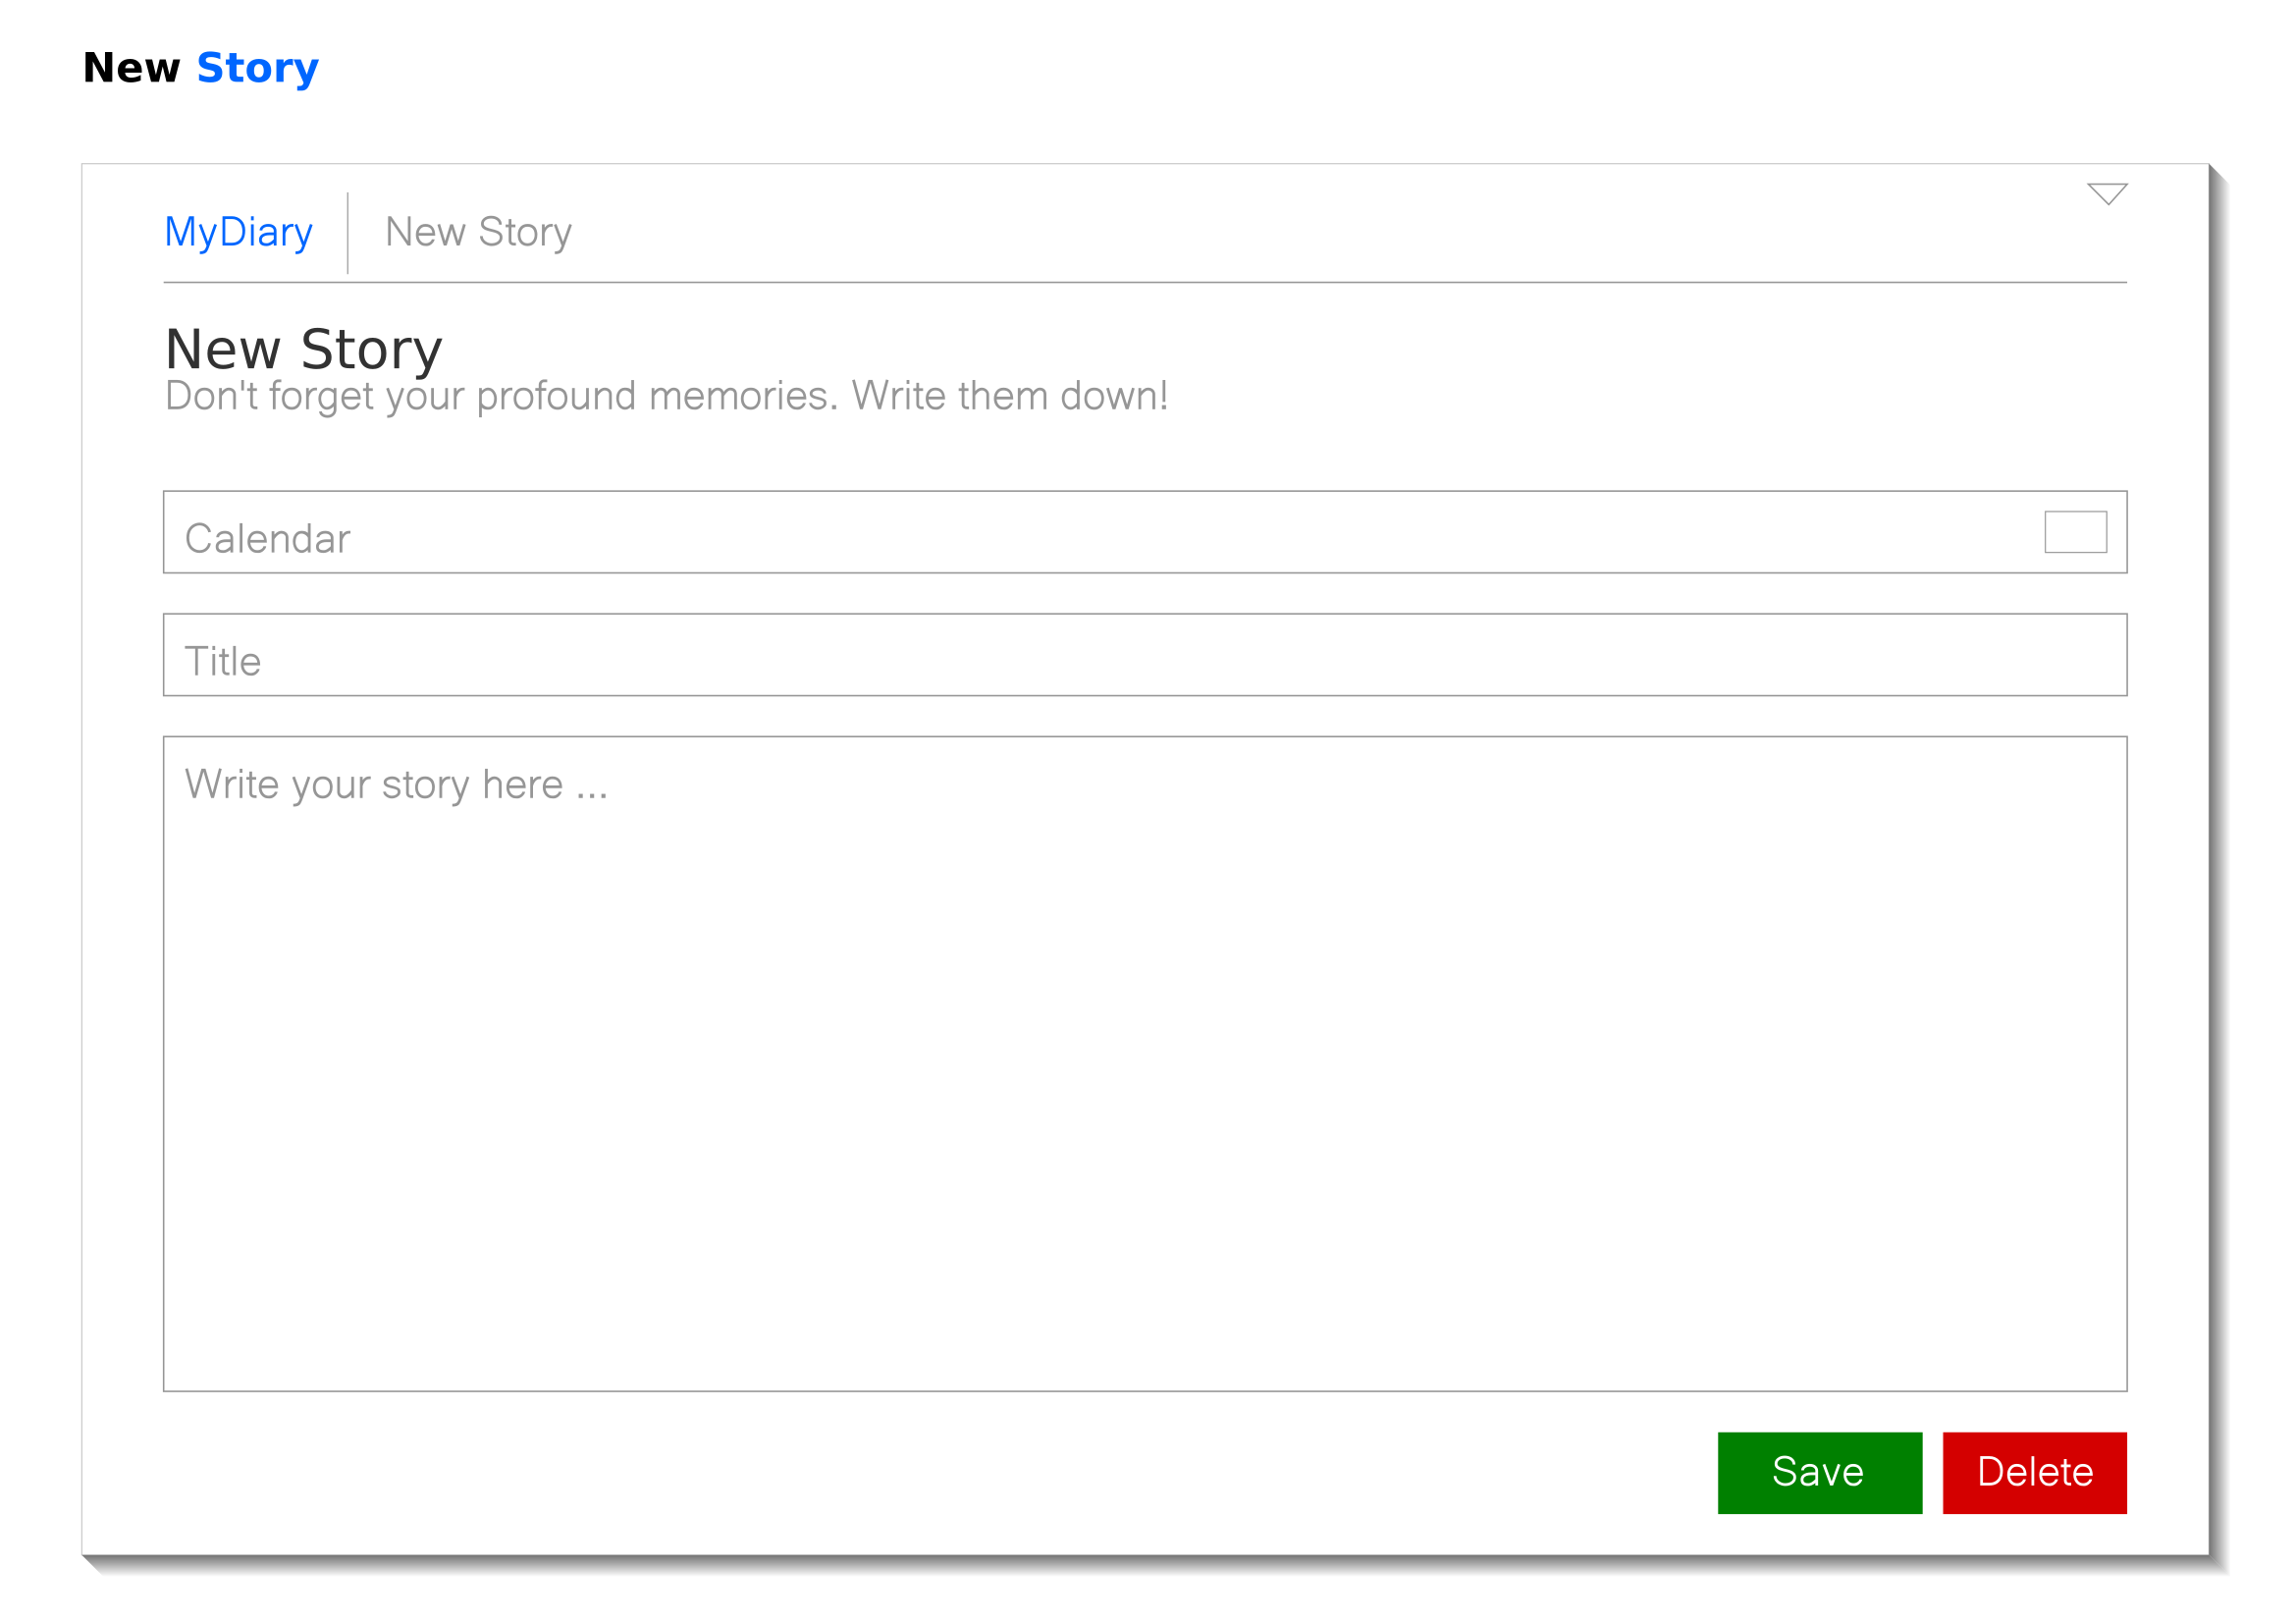 New Story
MyDiary New Story
New Story
Don't forget your profound memories. Write them down!
Calendar
Title
Write your story here ...
Save Delete